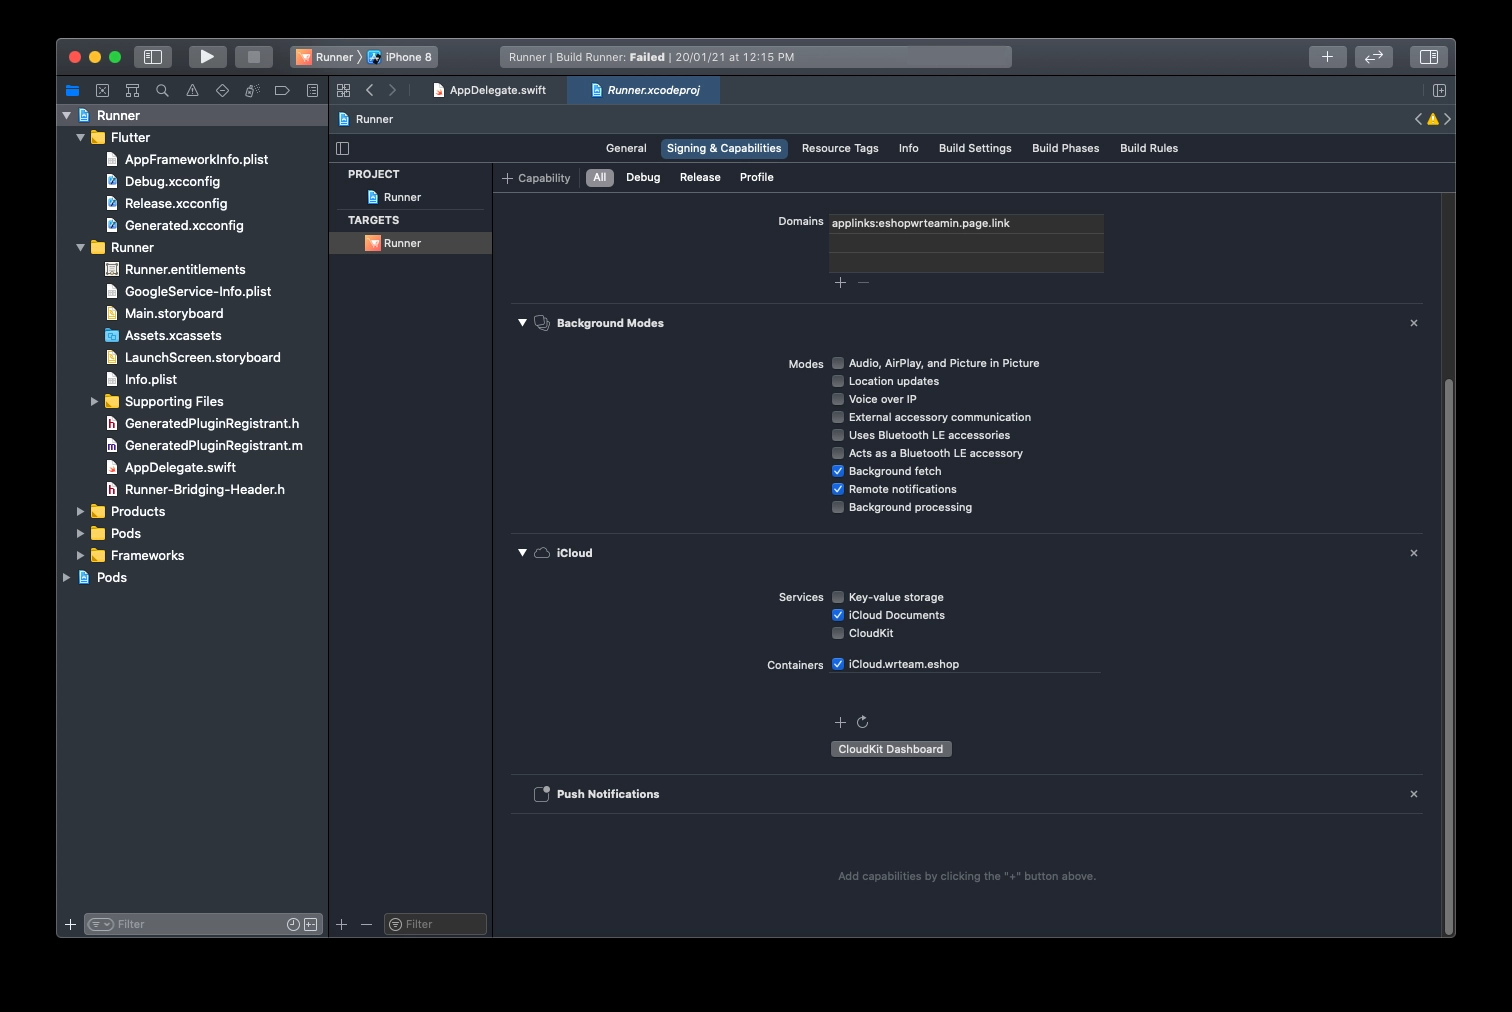 Runner 〉 iPhone 8
Runner | Build Runner: Failed | 20/01/21 at 12:15 PM
AppDelegate.swift
Runner.xcodeproj
Runner
Flutter
AppFrameworkInfo.plist
Debug.xcconfig
Release.xcconfig
Generated.xcconfig
Runner
Runner.entitlements
GoogleService-Info.plist
Main.storyboard
Assets.xcassets
LaunchScreen.storyboard
Info.plist
Supporting Files
GeneratedPluginRegistrant.h
GeneratedPluginRegistrant.m
AppDelegate.swift
Runner-Bridging-Header.h
Products
Pods
Frameworks
Pods
Filter
Runner
General Signing & Capabilities Resource Tags Info Build Settings Build Phases Build Rules
PROJECT
Runner
TARGETS
Runner
Filter
+ Capability All Debug Release Profile
Domains applinks:eshopwrteamin.page.link
Background Modes
Modes Audio, AirPlay, and Picture in Picture
Location updates
Voice over IP
External accessory communication
Uses Bluetooth LE accessories
Acts as a Bluetooth LE accessory
Background fetch
Remote notifications
Background processing
iCloud
Services Key-value storage
iCloud Documents
CloudKit
Containers iCloud.wrteam.eshop
CloudKit Dashboard
Push Notifications
Add capabilities by clicking the "+" button above.